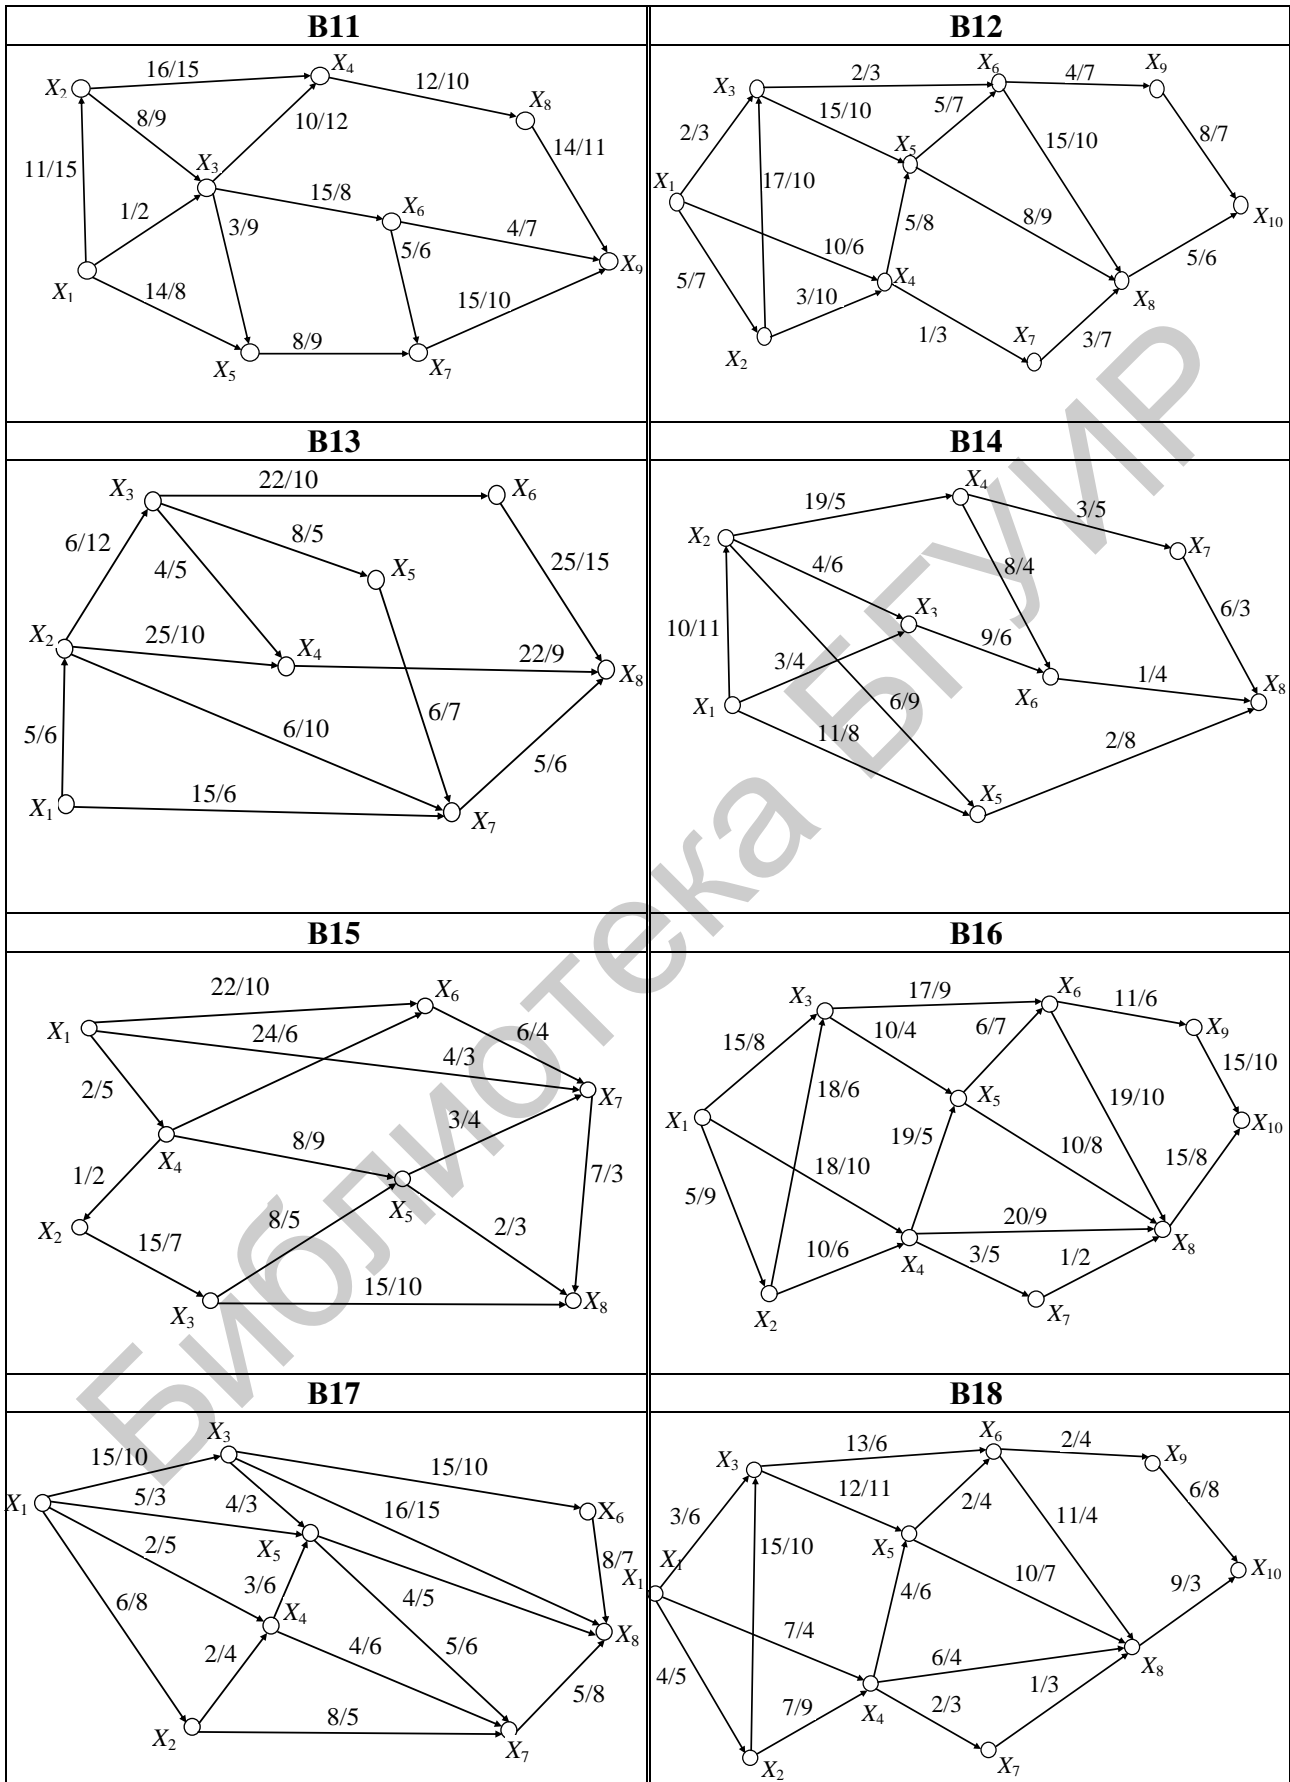 B11
16/15
X4
X2
12/10
X8
8/9
10/12
14/11
11/15
X3
15/8
X6
1/2
3/9
4/7
5/6
X9
X1
14/8
15/10
8/9
X5
X7
B12
X6
X9
2/3
4/7
X3
5/7
15/10
8/7
2/3
15/10
X5
X1
17/10
X10
5/8
8/9
10/6
5/6
5/7
X4
3/10
X8
X7
1/3
3/7
X2
B13
22/10
X3
X6
8/5
6/12
4/5
X5
25/15
X2
25/10
X4
22/9
X8
6/7
6/10
5/6
5/6
15/6
X1
X7
B14
X4
19/5
3/5
X2
X7
4/6
8/4
X3
6/3
10/11
9/6
3/4
1/4
X8
X6
X1
6/9
11/8
2/8
X5
B15
22/10
X6
X1
24/6
6/4
4/3
2/5
X7
3/4
8/9
X4
7/3
1/2
X5
8/5
X2
2/3
15/7
15/10
X8
X3
B16
X3
17/9
X6
11/6
10/4
6/7
X9
15/8
15/10
18/6
X5
19/10
X1
X10
19/5
10/8
18/10
15/8
5/9
20/9
X8
10/6
3/5
1/2
X4
X2
X7
B17
X3
15/10
15/10
5/3
4/3
16/15
X1
X6
2/5
X5
8/7
3/6
4/5
6/8
X4
X8
2/4
4/6
5/6
5/8
8/5
X2
X7
B18
X6
13/6
2/4
X3
X9
12/11
6/8
3/6
2/4
11/4
X1
15/10
X5
X1
10/7
X10
4/6
9/3
7/4
4/5
6/4
X8
1/3
7/9
2/3
X4
X2
X7
Библиотека БГУИР